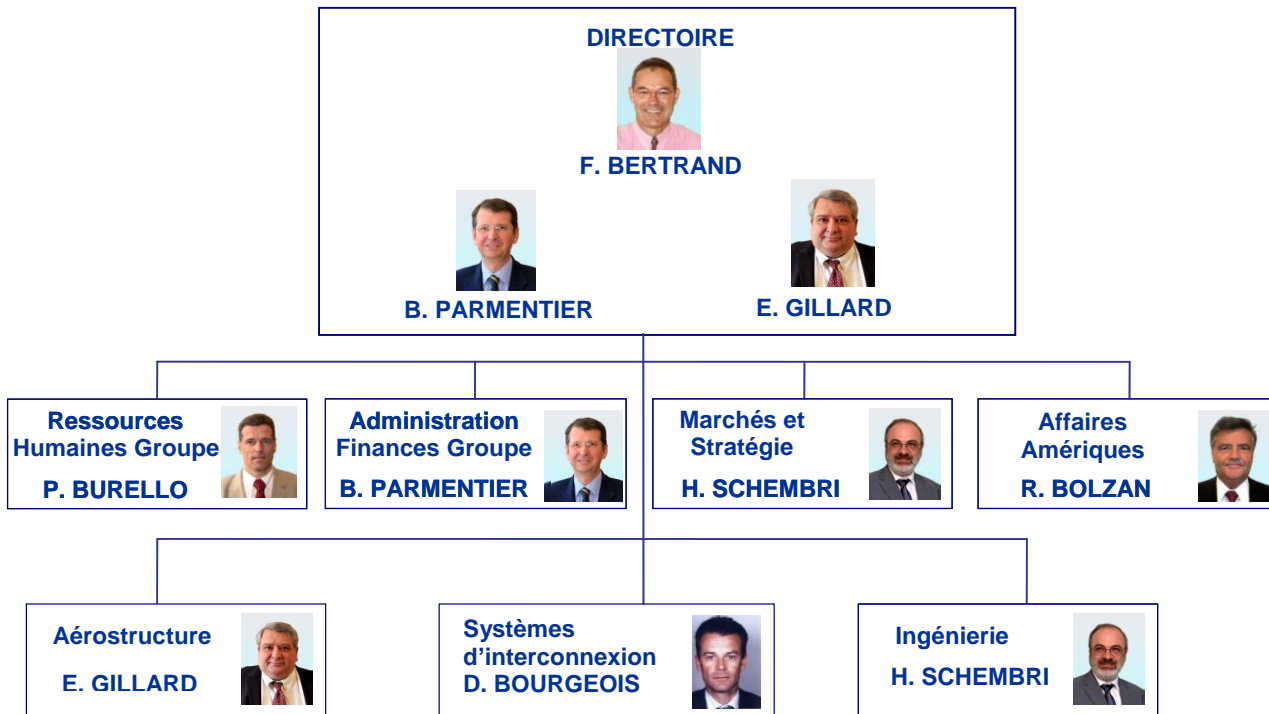 DIRECTOIRE
F. BERTRAND
B. PARMENTIER
E. GILLARD
Ressources
Humaines Groupe
P. BURELLO
Administration
Finances Groupe
B. PARMENTIER
Marchés et
Stratégie
H. SCHEMBRI
Affaires
Amériques
R. BOLZAN
Aérostructure
E. GILLARD
Systèmes
d'interconnexion
D. BOURGEOIS
Ingénierie
H. SCHEMBRI